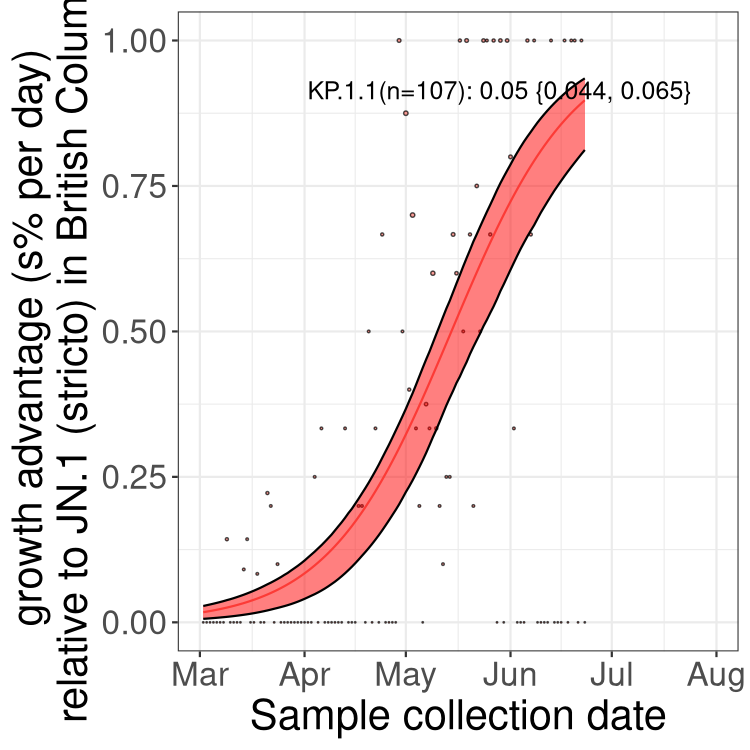 growth advantage (s% per day)
relative to JN.1 (stricto) in British Colum
1.00
0.75
0.50
0.25
0.00
KP.1.1(n=107): 0.05 {0.044, 0.065}
Mar Apr May Jun Jul Aug
Sample collection date